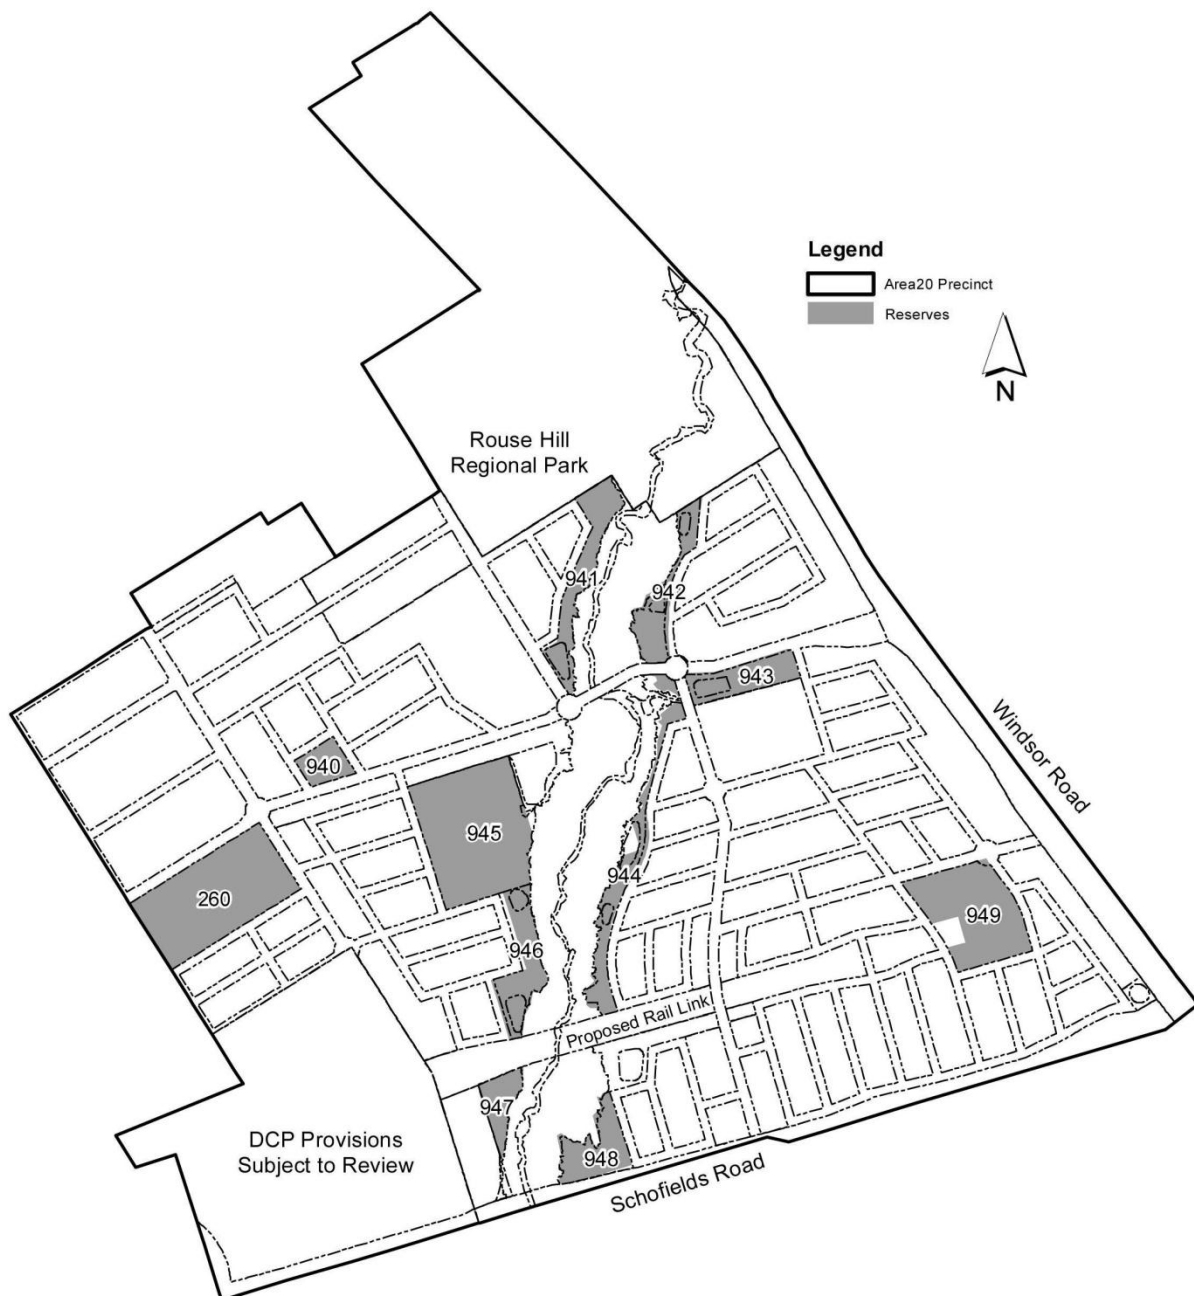 Legend
Area20 Precinct
Reserves
N
Rouse Hill
Regional Park
941
942
943
Windsor Road
940
945
944
260
949
946
Proposed Rail Link
947
DCP Provisions
Subject to Review
948
Schofields Road